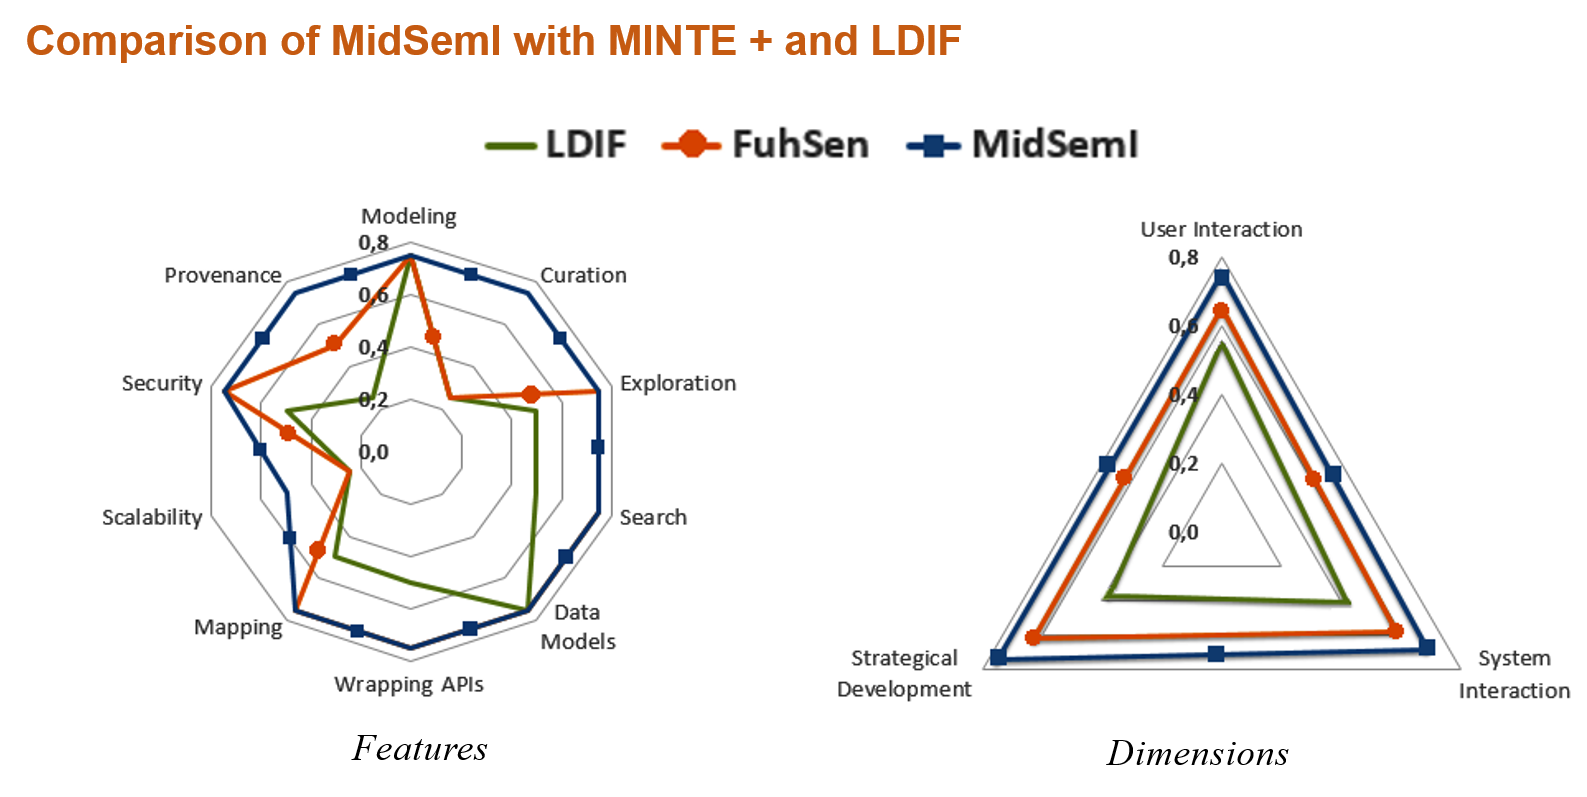 Comparison of MidSemI with MINTE + and LDIF
LDIF FuhSen MidSemI
Modeling
0,8
Provenance
Curation
0,6
0,4
Security
Exploration
0,2
0,0
Scalability
Search
Mapping
Data
Models
Wrapping APIs
Features
User Interaction
0,8
0,6
0,4
0,2
0,0
Strategical
Development
System
Interaction
Dimensions